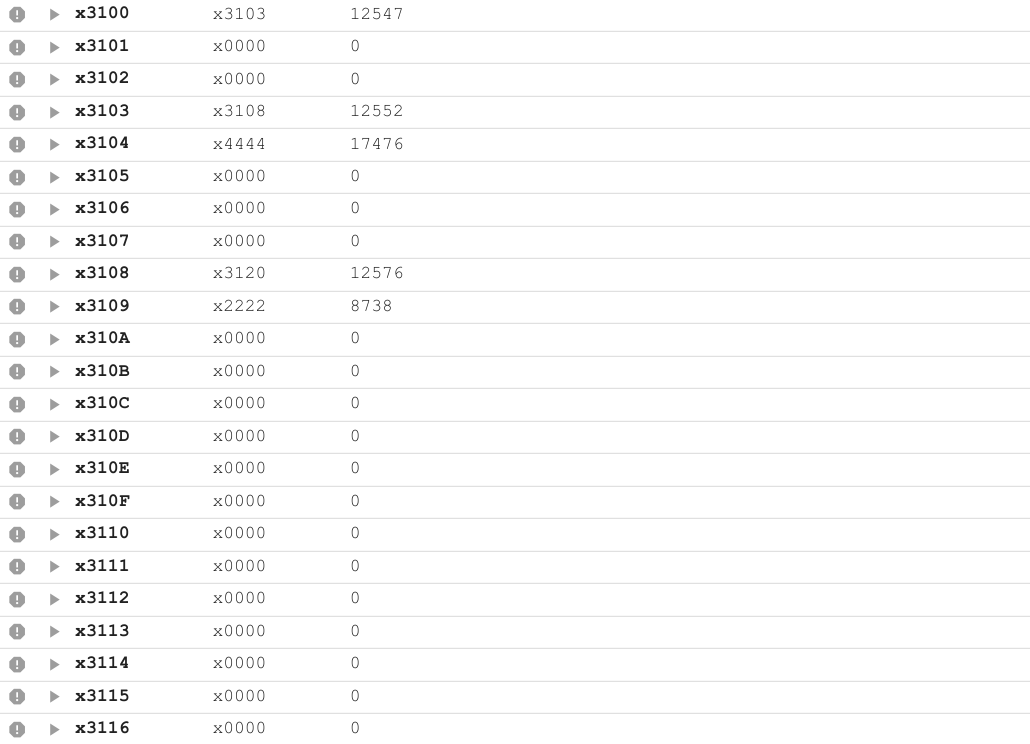 x3100 x3103 12547
x3101 x0000 0
x3102 x0000 0
x3103 x3108 12552
x3104 x4444 17476
x3105 x0000 0
x3106 x0000 0
x3107 x0000 0
x3108 x3120 12576
x3109 x2222 8738
x310A x0000 0
x310B x0000 0
x310C x0000 0
x310D x0000 0
x310E x0000 0
x310F x0000 0
x3110 x0000 0
x3111 x0000 0
x3112 x0000 0
x3113 x0000 0
x3114 x0000 0
x3115 x0000 0
x3116 x0000 0